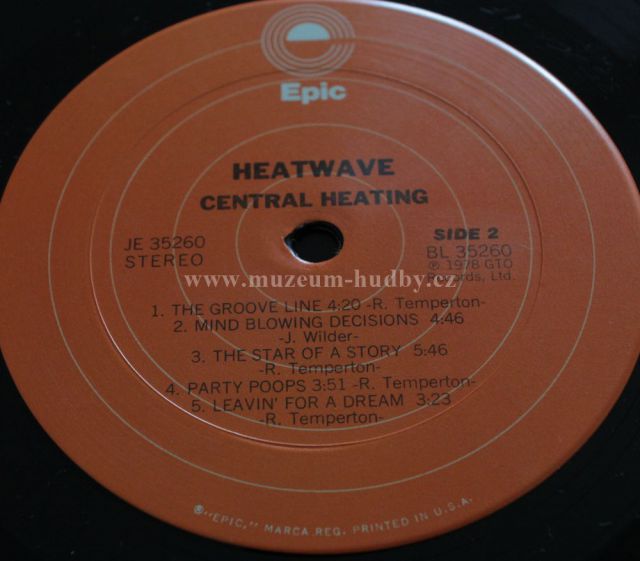 Epic
HEATWAVE
CENTRAL HEATING
JE 35260
STEREO
SIDE 2
BL 35260
℗ 1978 GTO
Records, Ltd.
www.muzeum-hudby.cz
1. THE GROOVE LINE 4:20 -R. Temperton-
2. MIND BLOWING DECISIONS 4:46
-J. Wilder-
3. THE STAR OF A STORY 5:46
-R. Temperton-
4. PARTY POOPS 3:51 -R. Temperton-
5. LEAVIN' FOR A DREAM 3:23
-R. Temperton-
®"EPIC," MARCA REG. PRINTED IN U.S.A.